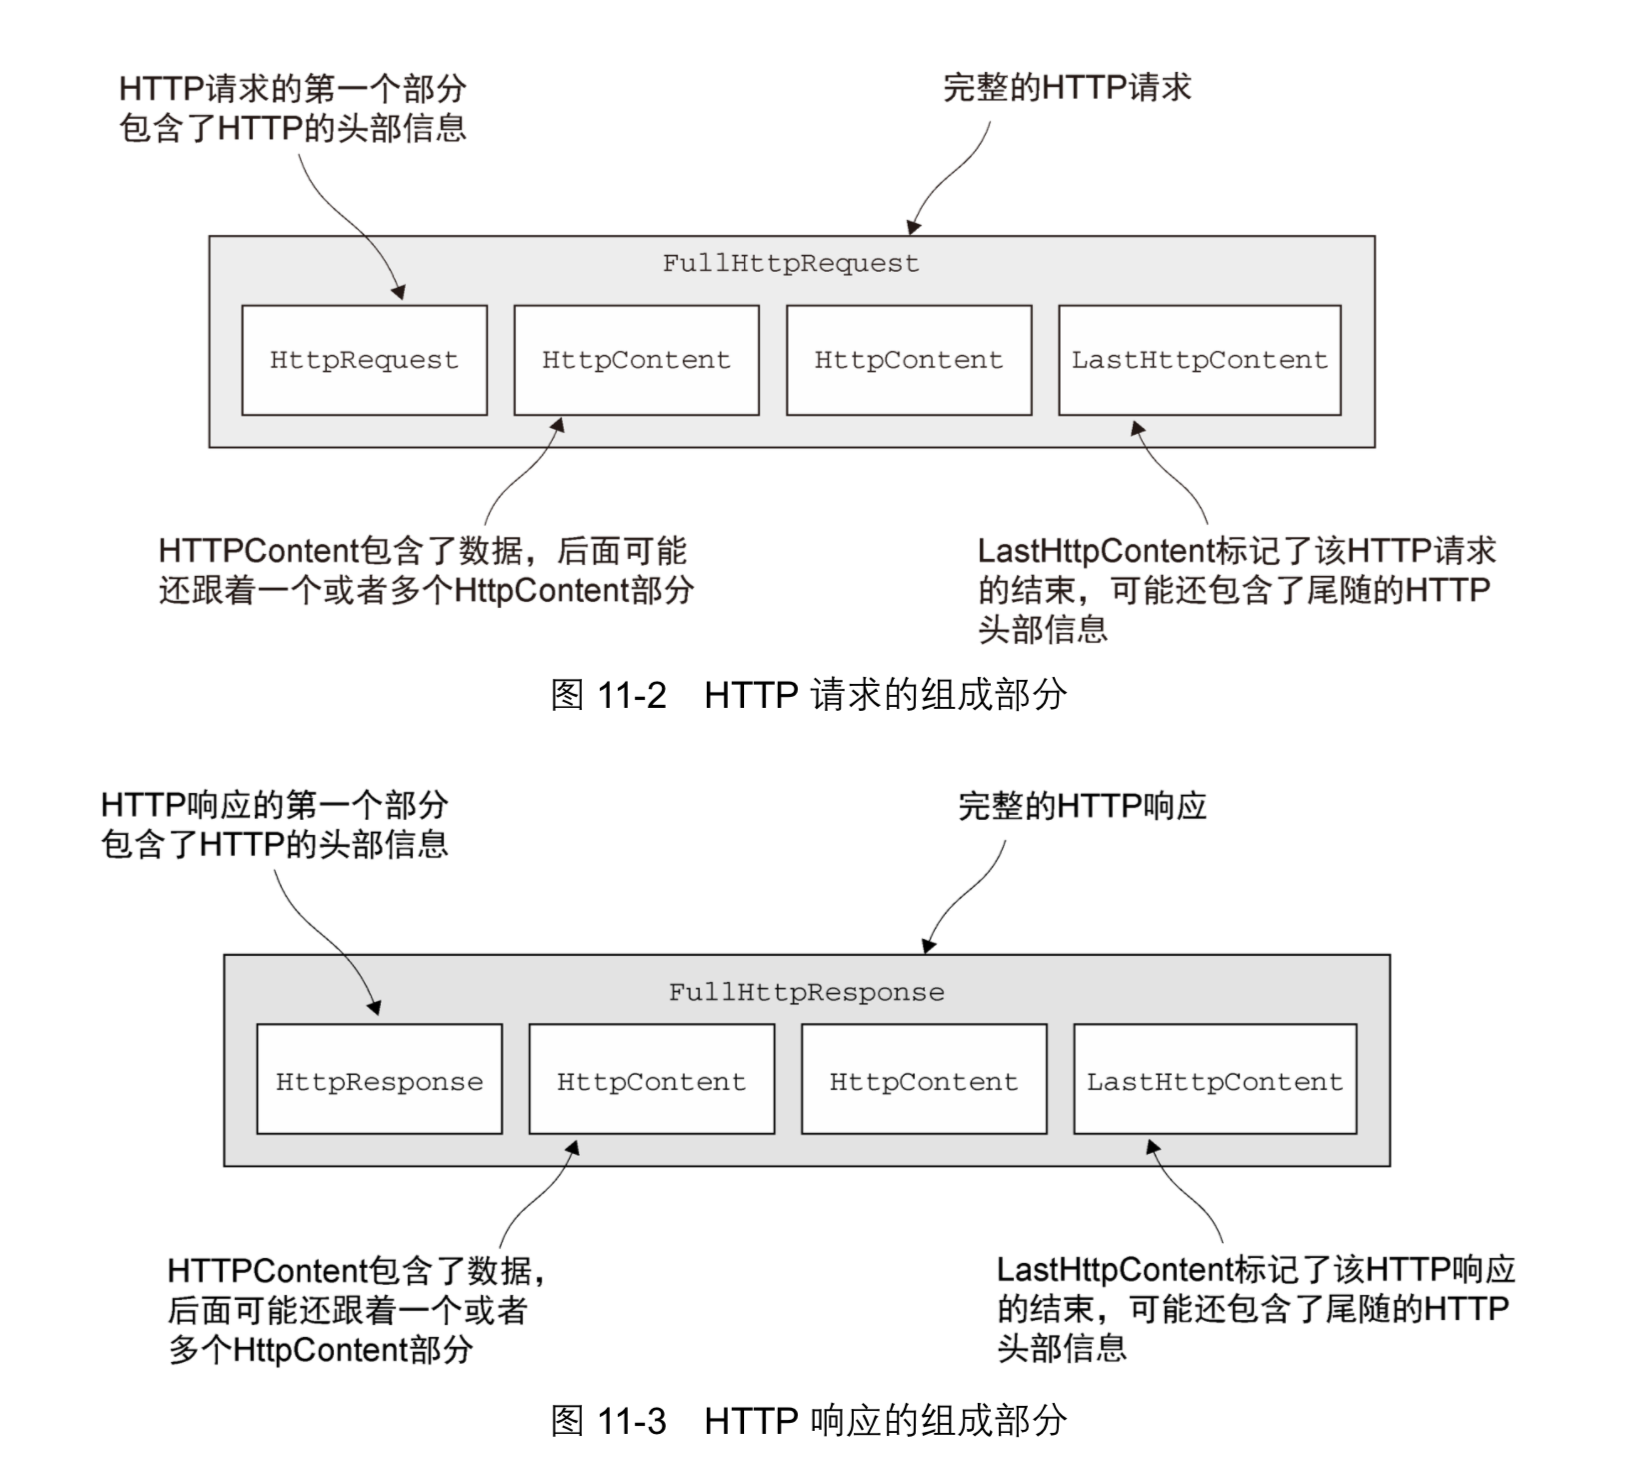 HTTP请求的第一个部分
包含了HTTP的头部信息
完整的HTTP请求
FullHttpRequest
HttpRequest
HttpContent
HttpContent
LastHttpContent
HTTPContent包含了数据，后面可能
还跟着一个或者多个HttpContent部分
LastHttpContent标记了该HTTP请求
的结束，可能还包含了尾随的HTTP
头部信息
图 11-2 HTTP 请求的组成部分
HTTP响应的第一个部分
包含了HTTP的头部信息
完整的HTTP响应
FullHttpResponse
HttpResponse
HttpContent
HttpContent
LastHttpContent
HTTPContent包含了数据，
后面可能还跟着一个或者
多个HttpContent部分
LastHttpContent标记了该HTTP响应
的结束，可能还包含了尾随的HTTP
头部信息
图 11-3 HTTP 响应的组成部分